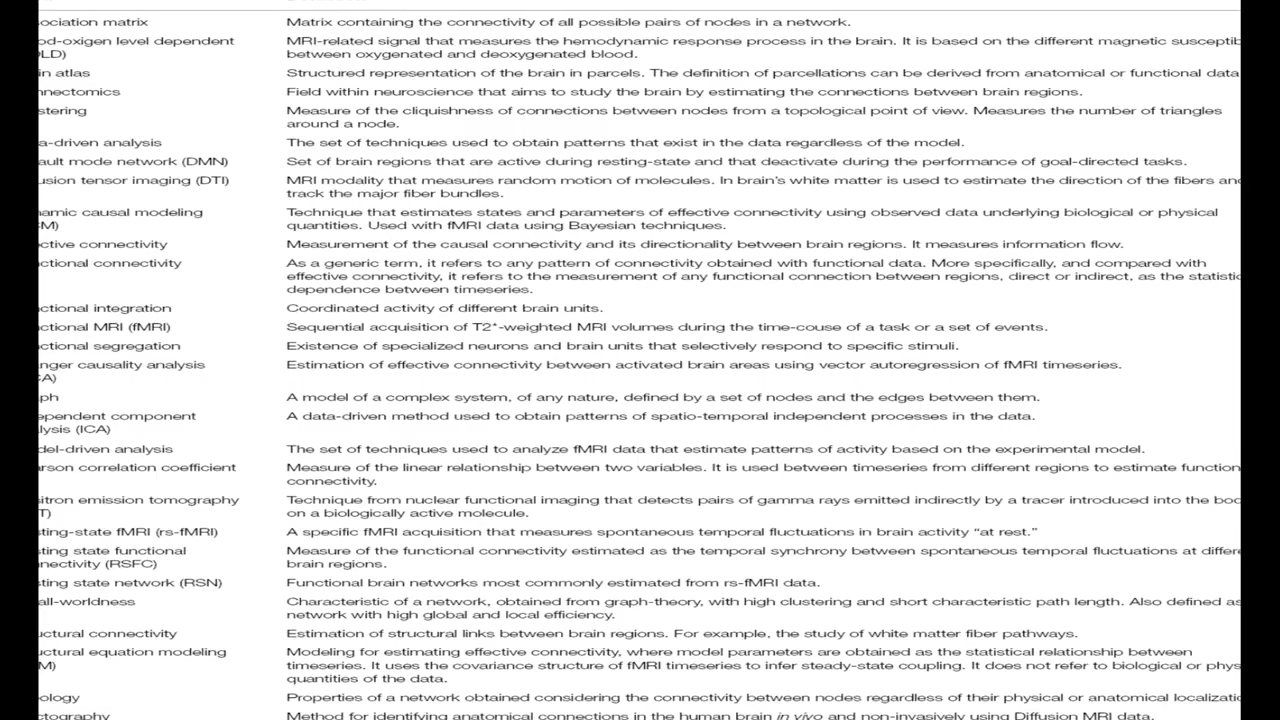 ociation matrix Matrix containing the connectivity of all possible pairs of nodes in a network.
od-oxigen level dependent MRI-related signal that measures the hemodynamic response process in the brain. It is based on the different magnetic susceptib
LD) between oxygenated and deoxygenated blood.
in atlas Structured representation of the brain in parcels. The definition of parcellations can be derived from anatomical or functional data
nnectomics Field within neuroscience that aims to study the brain by estimating the connections between brain regions.
stering Measure of the cliquishness of connections between nodes from a topological point of view. Measures the number of triangles
around a node.
a-driven analysis The set of techniques used to obtain patterns that exist in the data regardless of the model.
ault mode network (DMN) Set of brain regions that are active during resting-state and that deactivate during the performance of goal-directed tasks.
usion tensor imaging (DTI) MRI modality that measures random motion of molecules. In brain's white matter is used to estimate the direction of the fibers and
track the major fiber bundles.
namic causal modeling Technique that estimates states and parameters of effective connectivity using observed data underlying biological or physical
M) quantities. Used with fMRI data using Bayesian techniques.
ective connectivity Measurement of the causal connectivity and its directionality between brain regions. It measures information flow.
ctional connectivity As a generic term, it refers to any pattern of connectivity obtained with functional data. More specifically, and compared with
effective connectivity, it refers to the measurement of any functional connection between regions, direct or indirect, as the statistic
dependence between timeseries.
ctional integration Coordinated activity of different brain units.
ctional MRI (fMRI) Sequential acquisition of T2*-weighted MRI volumes during the time-couse of a task or a set of events.
ctional segregation Existence of specialized neurons and brain units that selectively respond to specific stimuli.
nger causality analysis Estimation of effective connectivity between activated brain areas using vector autoregression of fMRI timeseries.
CA)
ph A model of a complex system, of any nature, defined by a set of nodes and the edges between them.
ependent component A data-driven method used to obtain patterns of spatio-temporal independent processes in the data.
lysis (ICA)
del-driven analysis The set of techniques used to analyze fMRI data that estimate patterns of activity based on the experimental model.
rson correlation coefficient Measure of the linear relationship between two variables. It is used between timeseries from different regions to estimate function
connectivity.
itron emission tomography Technique from nuclear functional imaging that detects pairs of gamma rays emitted indirectly by a tracer introduced into the bod
T) on a biologically active molecule.
sting-state fMRI (rs-fMRI) A specific fMRI acquisition that measures spontaneous temporal fluctuations in brain activity "at rest."
sting state functional Measure of the functional connectivity estimated as the temporal synchrony between spontaneous temporal fluctuations at differe
nectivity (RSFC) brain regions.
sting state network (RSN) Functional brain networks most commonly estimated from rs-fMRI data.
all-worldness Characteristic of a network, obtained from graph-theory, with high clustering and short characteristic path length. Also defined as
network with high global and local efficiency.
uctural connectivity Estimation of structural links between brain regions. For example, the study of white matter fiber pathways.
uctural equation modeling Modeling for estimating effective connectivity, where model parameters are obtained as the statistical relationship between
M) timeseries. It uses the covariance structure of fMRI timeseries to infer steady-state coupling. It does not refer to biological or phys
quantities of the data.
ology Properties of a network obtained considering the connectivity between nodes regardless of their physical or anatomical localizatio
ctography Method for identifying anatomical connections in the human brain in vivo and non-invasively using Diffusion MRI data.